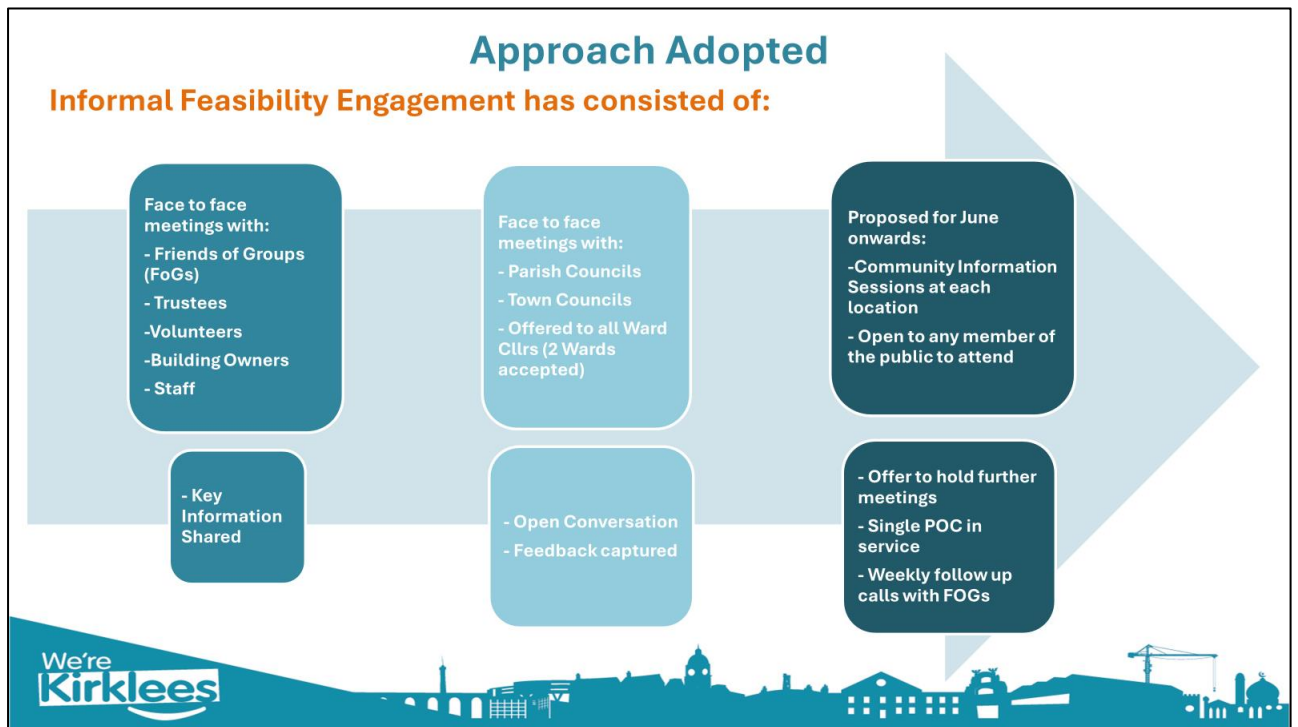 Approach Adopted
Informal Feasibility Engagement has consisted of:
Face to face
meetings with:
- Friends of Groups
(FoGs)
- Trustees
-Volunteers
-Building Owners
- Staff
- Key
Information
Shared
Face to face
meetings with:
- Parish Councils
- Town Councils
- Offered to all Ward
Cllrs (2 Wards
accepted)
- Open Conversation
- Feedback captured
Proposed for June
onwards:
-Community Information
Sessions at each
location
- Open to any member of
the public to attend
- Offer to hold further
meetings
- Single POC in
service
- Weekly follow up
calls with FOGs
We're
Kirklees